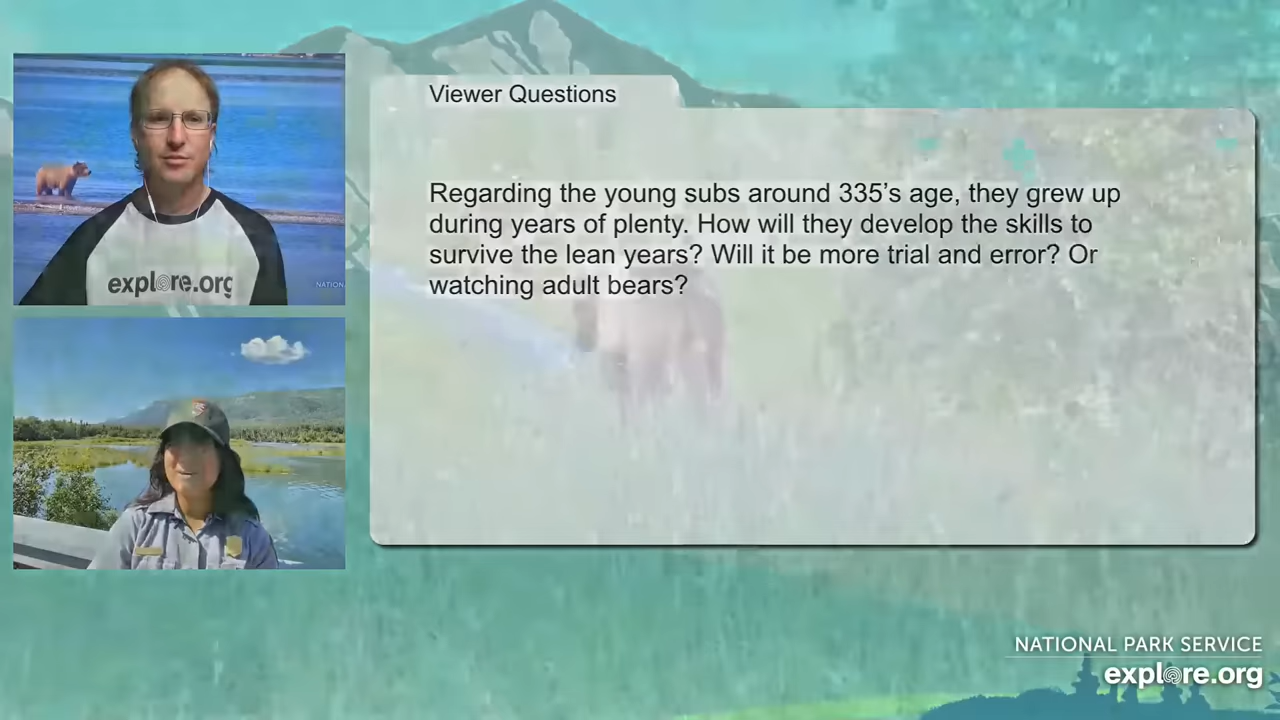 Viewer Questions
Regarding the young subs around 335’s age, they grew up
during years of plenty. How will they develop the skills to
survive the lean years? Will it be more trial and error? Or
watching adult bears?
explore.org
NATION
NATIONAL PARK SERVICE
explore.org